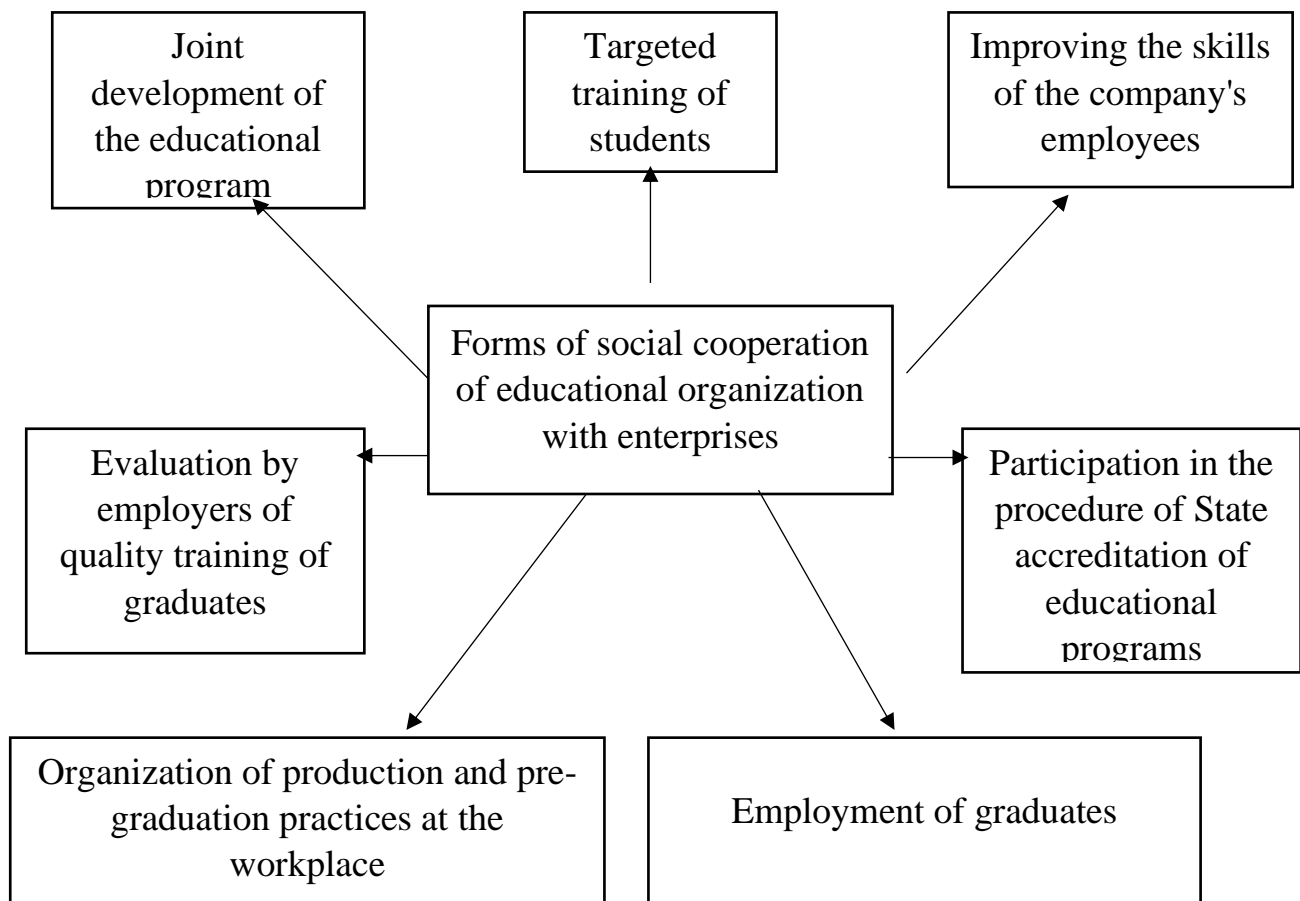 Joint
development of
the educational
program
Targeted
training of
students
Improving the skills
of the company's
employees
Forms of social cooperation
of educational organization
with enterprises
Evaluation by
employers of
quality training of
graduates
Participation in the
procedure of State
accreditation of
educational
programs
Organization of production and pre-
graduation practices at the
workplace
Employment of graduates